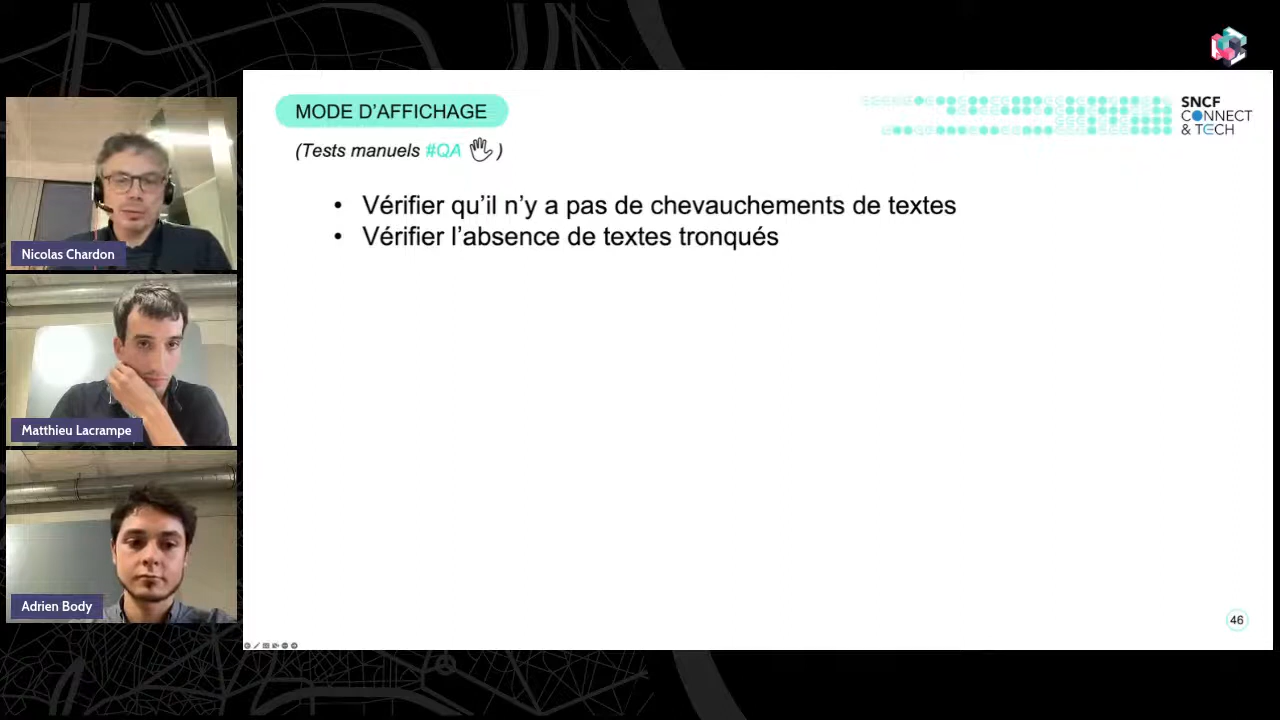 MODE D’AFFICHAGE
(Tests manuels #QA )
SNCF
CONNECT
& TECH
• Vérifier qu’il n’y a pas de chevauchements de textes
• Vérifier l’absence de textes tronqués
Nicolas Chardon
Matthieu Lacrampe
Adrien Body
46